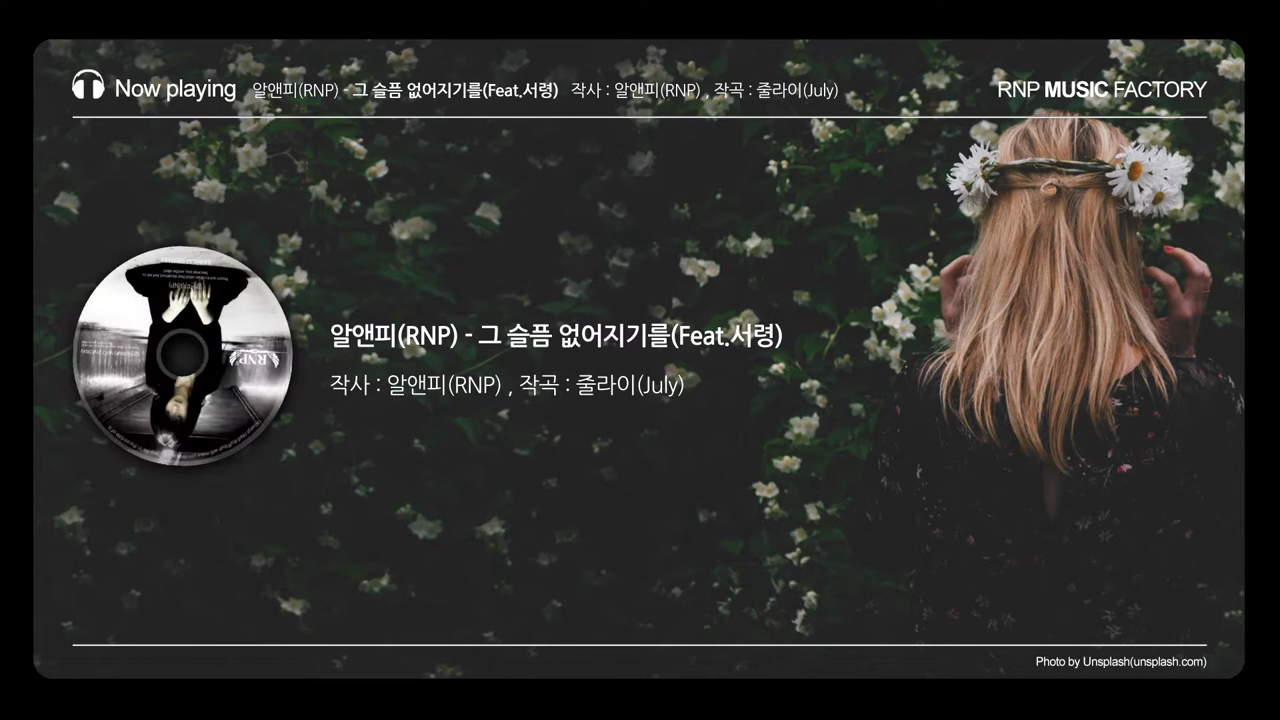 Now playing 알앤피(RNP) - 그 슬픔 없어지기를(Feat.서령) 작사 : 알앤피(RNP) , 작곡 : 줄라이(July)
RNP MUSIC FACTORY
알앤피(RNP) - 그 슬픔 없어지기를(Feat.서령)
작사 : 알앤피(RNP) , 작곡 : 줄라이(July)
RNP
Photo by Unsplash(unsplash.com)